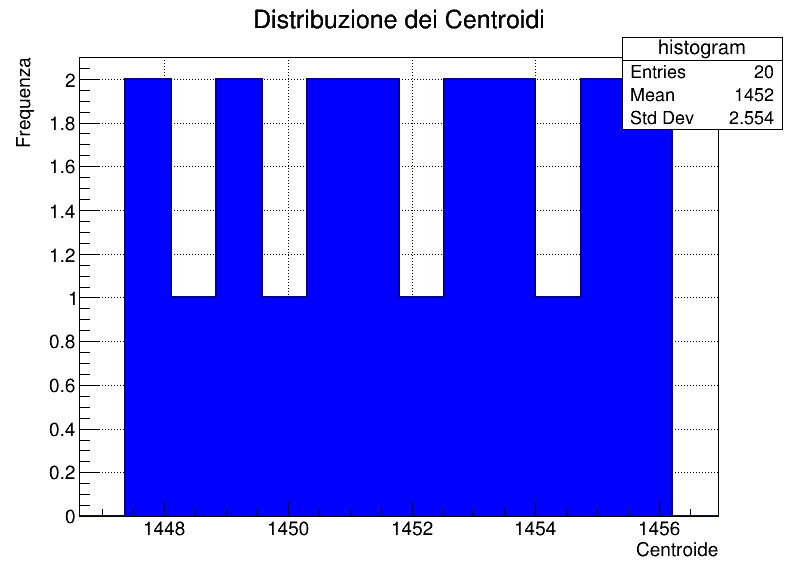 Distribuzione dei Centroidi
histogram
Entries 20
Mean 1452
Std Dev 2.554
Frequenza
2
1.8
1.6
1.4
1.2
1
0.8
0.6
0.4
0.2
0
1448 1450 1452 1454 1456
Centroide